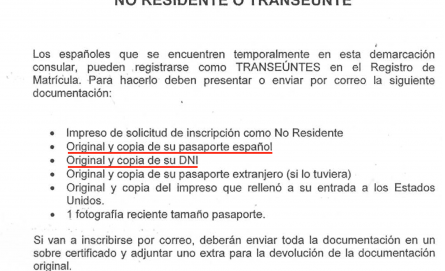 NO RESIDENTE O TRANSEÚNTE
Los españoles que se encuentren temporalmente en esta demarcación
consular, pueden registrarse como TRANSEÚNTES en el Registro de
Matrícula. Para hacerlo deben presentar o enviar por correo la siguiente
documentación:
• Impreso de solicitud de inscripción como No Residente
• Original y copia de su pasaporte español
• Original y copia de su DNI
• Original y copia de su pasaporte extranjero (si lo tuviera)
• Original y copia del impreso que rellenó a su entrada a los Estados
Unidos.
• 1 fotografía reciente tamaño pasaporte.
Si van a inscribirse por correo, deberán enviar toda la documentación en un
sobre certificado y adjuntar uno extra para la devolución de la documentación
original.